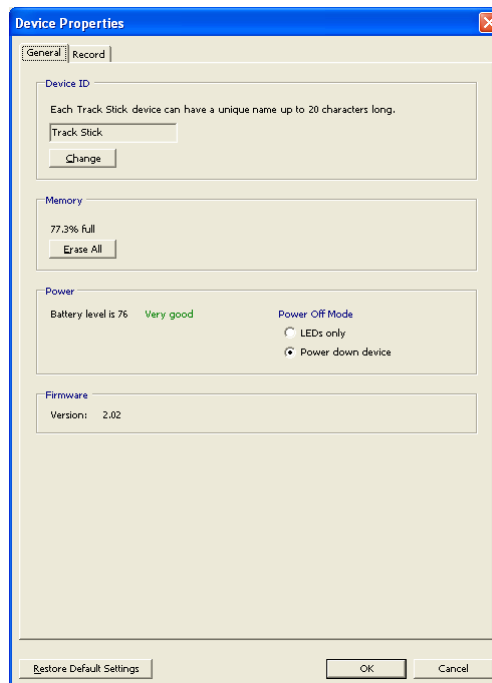 Device Properties
General Record
Device ID
Each Track Stick device can have a unique name up to 20 characters long.
Track Stick
Change
Memory
77.3% full
Erase All
Power
Battery level is 76 Very good
Power Off Mode
LEDs only
Power down device
Firmware
Version: 2.02
Restore Default Settings OK Cancel